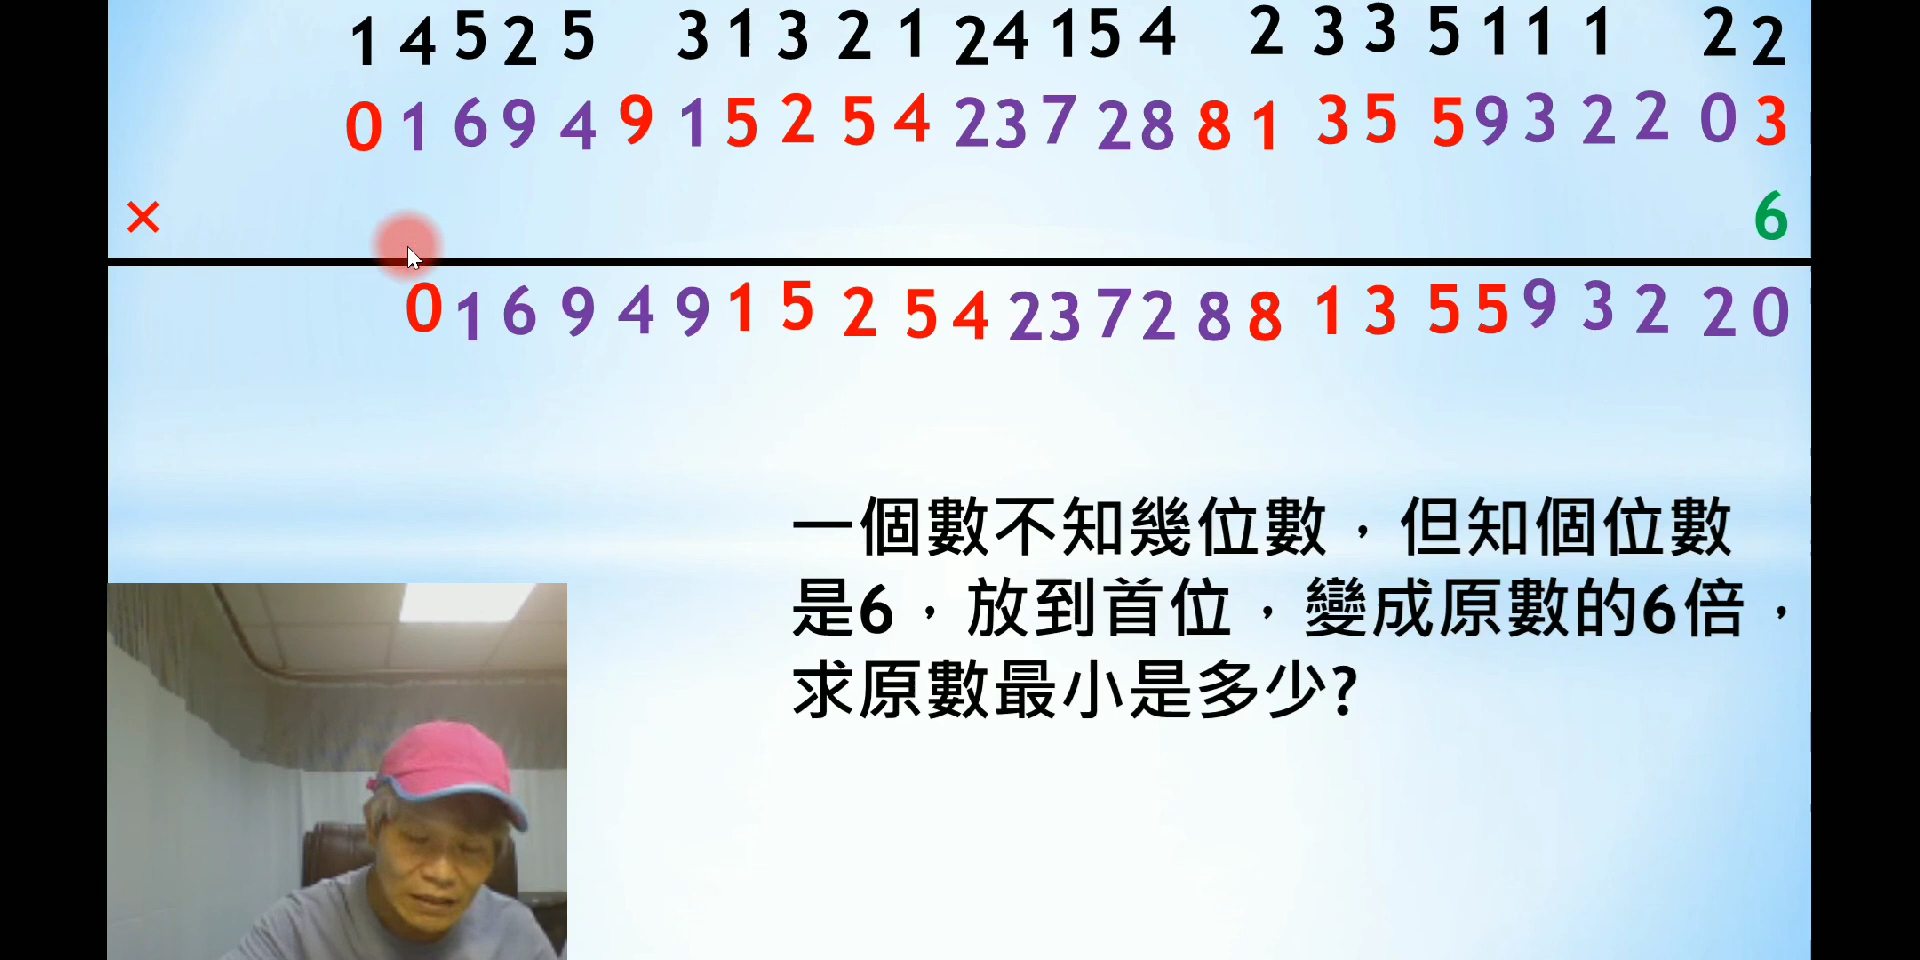 1 4 5 2 5 3 1 3 2 1 2 4 1 5 4 2 3 3 5 1 1 1 2 2
0 1 6 9 4 9 1 5 2 5 4 2 3 7 2 8 8 1 3 5 5 9 3 2 2 0 3
× 6
0 1 6 9 4 9 1 5 2 5 4 2 3 7 2 8 8 1 3 5 5 9 3 2 2 0
一個數不知幾位數，但知個位數
是6，放到首位，變成原數的6倍，
求原數最小是多少?